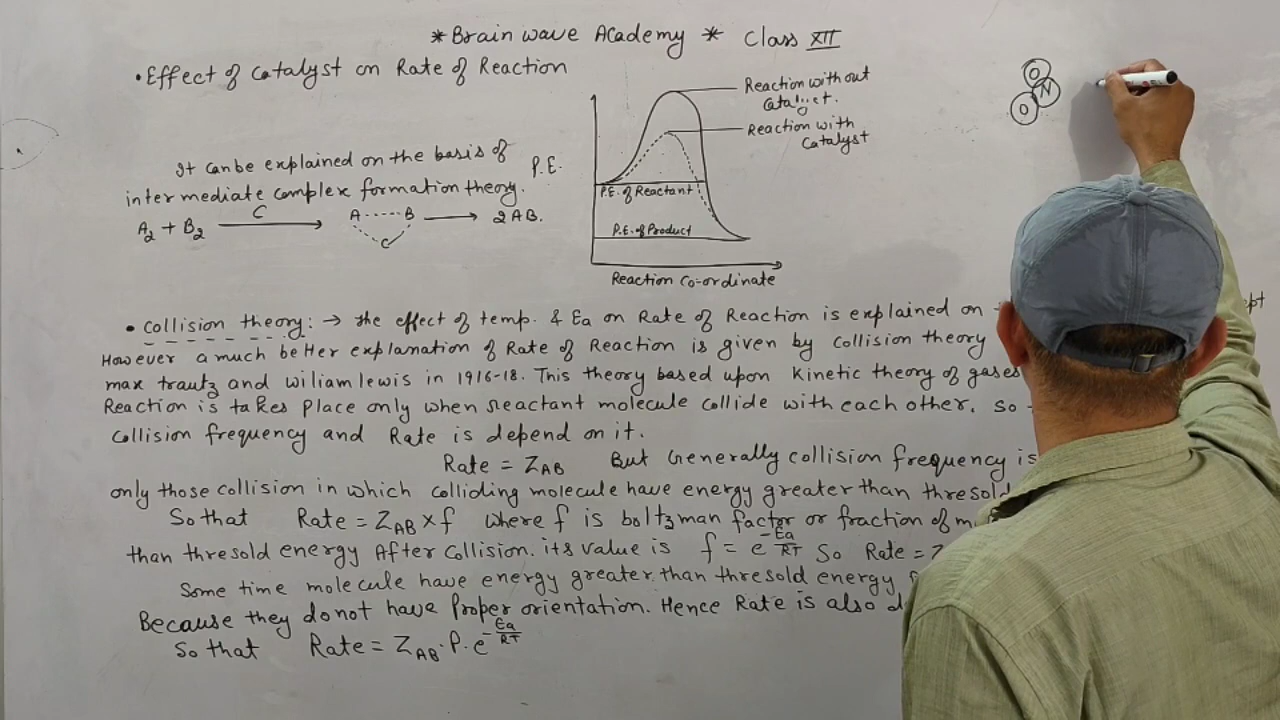 * Brain wave Academy * Class XII
• Effect of Catalyst on Rate of Reaction
It can be explained on the basis of
intermediate complex formation theory.
A₂ + B₂ —C→ A-----B → 2AB.
C
P.E.
Reaction without
Catalyst.
Reaction with
Catalyst
P.E. of Reactant
P.E. of Product
Reaction Co-ordinate
O
N
O
• Collision theory: → the effect of temp. & Ea on Rate of Reaction is explained on
However a much better explanation of Rate of Reaction is given by collision theory
max trautz and wiliam lewis in 1916-18. This theory based upon Kinetic theory of gases
Reaction is takes place only when reactant molecule collide with each other. so
Collision frequency and Rate is depend on it.
Rate = Z_AB But Generally collision frequency is
only those collision in which colliding molecule have energy greater than thresold
So that Rate = Z_AB × f where f is boltzman factor or fraction of
than thresold energy After Collision. its value is f = e^(-Ea/RT) So Rate =
Some time molecule have energy greater than thresold energy
Because they donot have Proper orientation. Hence Rate is also
So that Rate = Z_AB · P · e^(-Ea/RT)